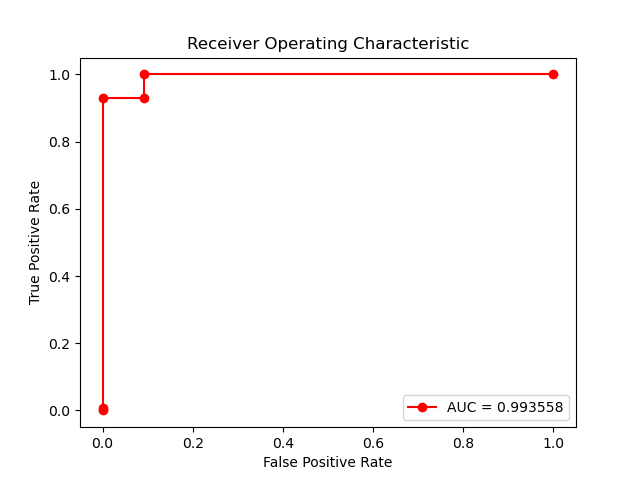 Receiver Operating Characteristic
True Positive Rate
1.0
0.8
0.6
0.4
0.2
0.0
AUC = 0.993558
0.0 0.2 0.4 0.6 0.8 1.0
False Positive Rate